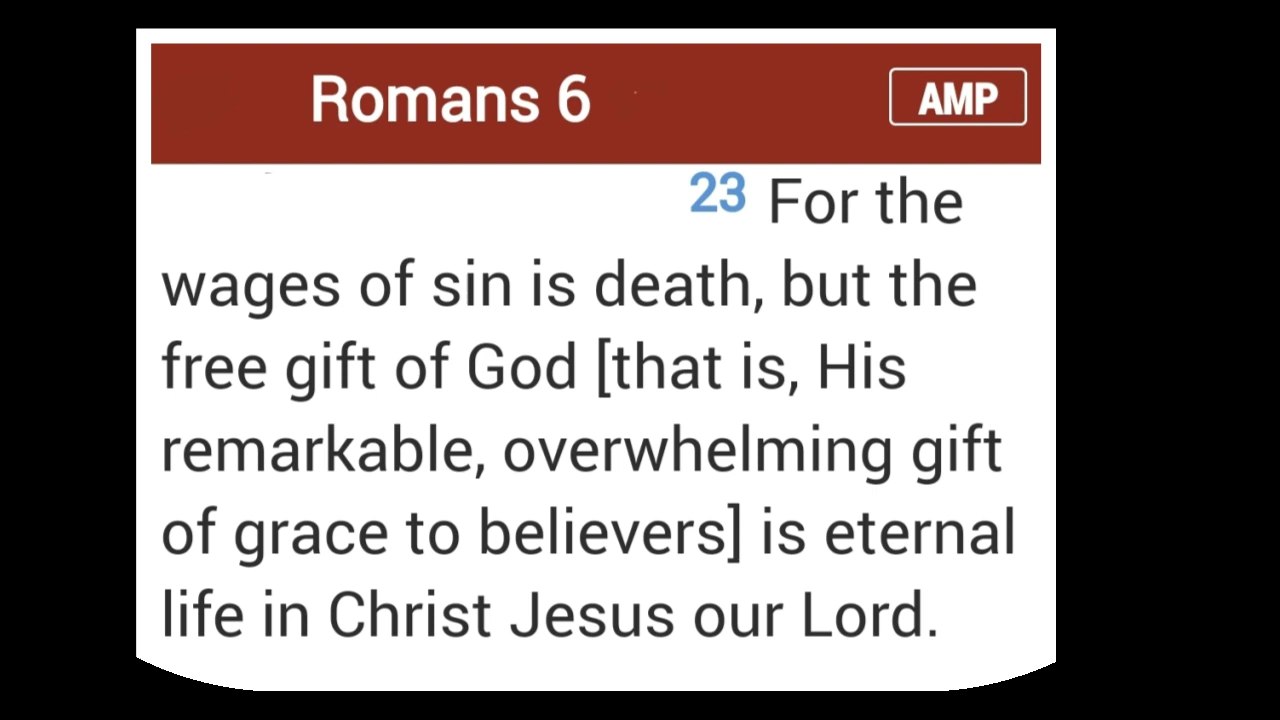 Romans 6
AMP
23 For the
wages of sin is death, but the
free gift of God [that is, His
remarkable, overwhelming gift
of grace to believers] is eternal
life in Christ Jesus our Lord.